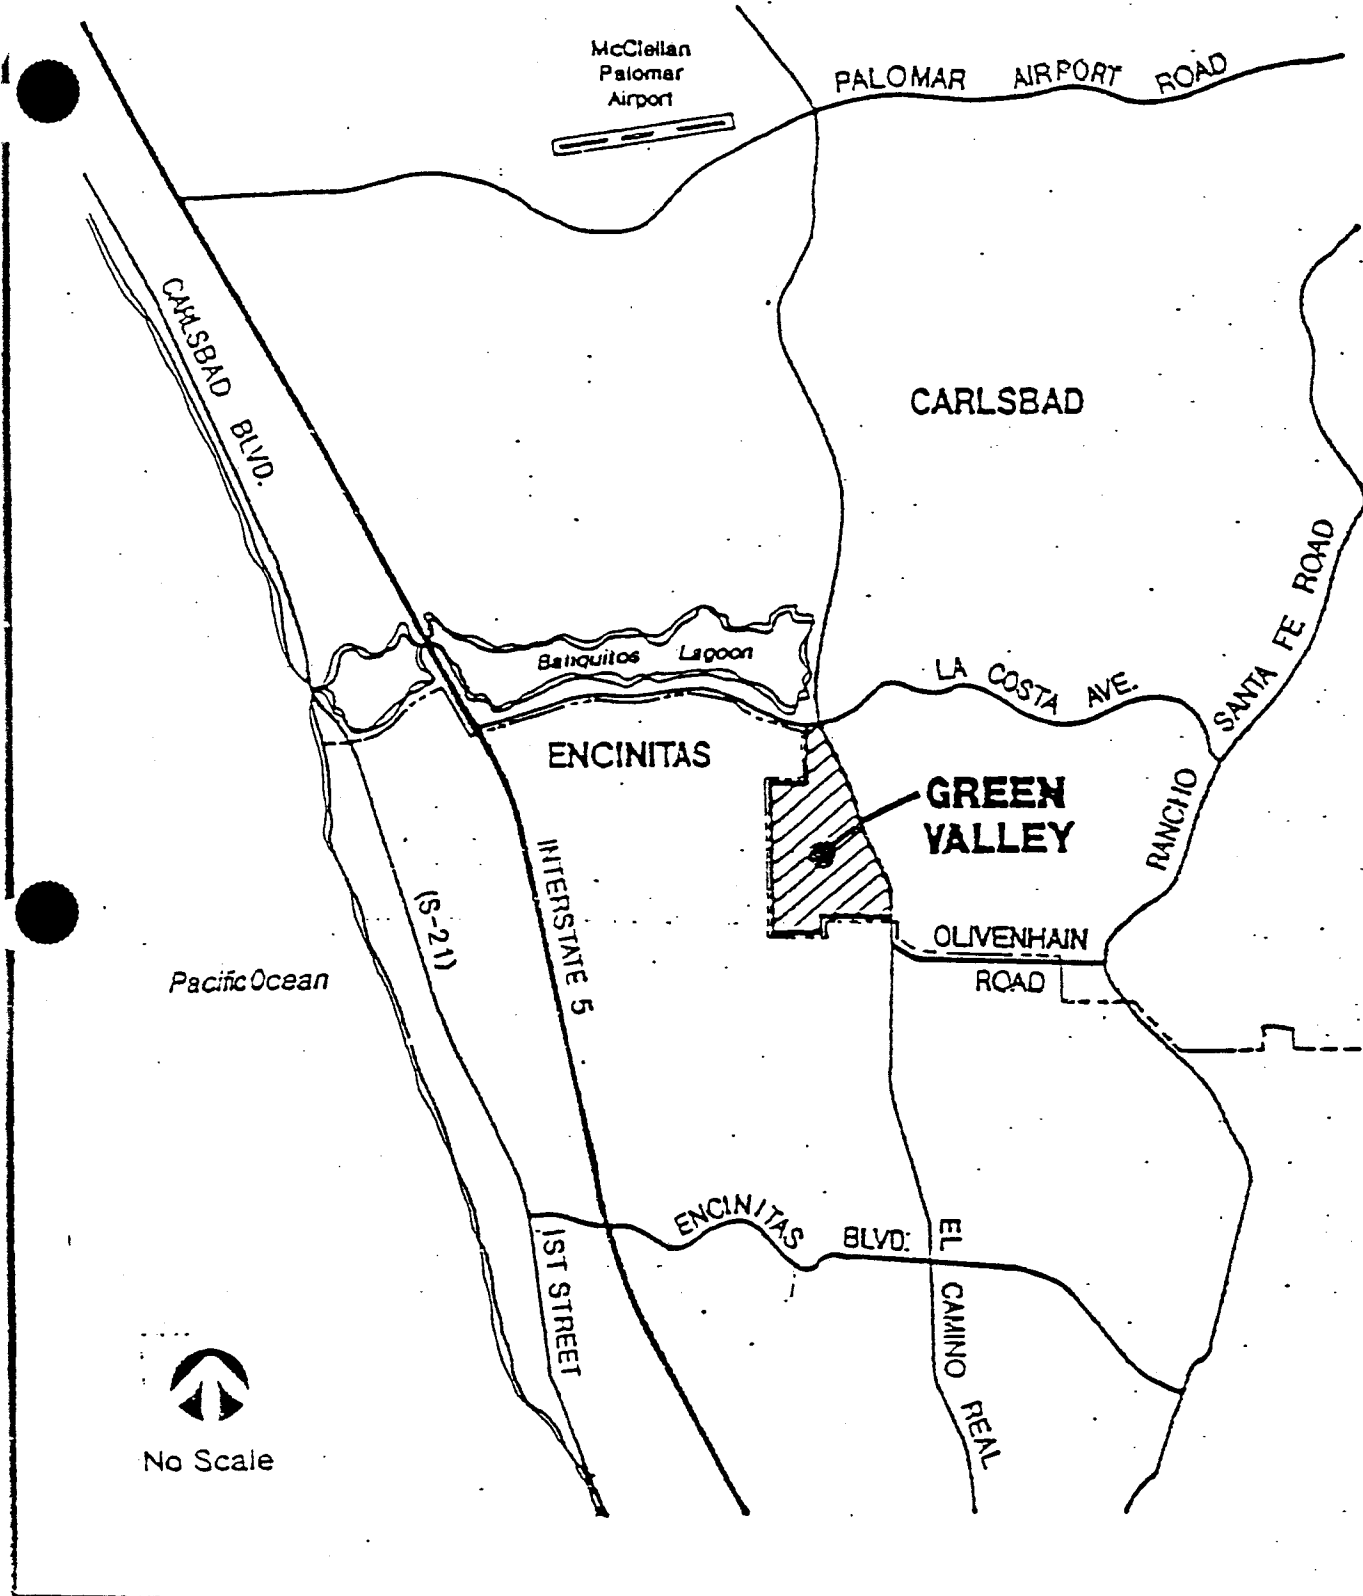 McClellan
Palomar
Airport
PALOMAR AIRPORT ROAD
CARLSBAD BLVD.
CARLSBAD
SANTA FE ROAD
Batiquitos Lagoon
LA COSTA AVE.
ENCINITAS
GREEN
VALLEY
RANCHO
INTERSTATE 5
(S-21)
OLIVENHAIN
ROAD
Pacific Ocean
ENCINITAS BLVD.
EL CAMINO REAL
1ST STREET
No Scale